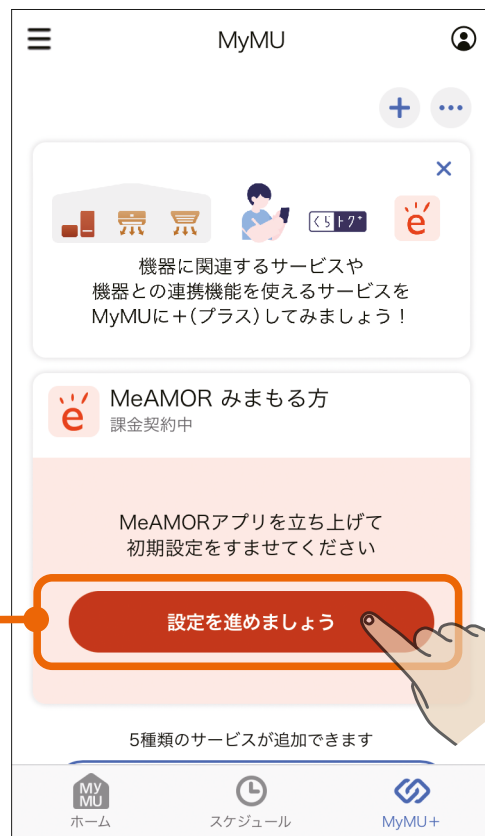 MyMU
くらトク+
é
機器に関連するサービスや
機器との連携機能を使えるサービスを
MyMUに＋(プラス)してみましょう！
é
MeAMOR みまもる方
課金契約中
MeAMORアプリを立ち上げて
初期設定をすませてください
設定を進めましょう
5種類のサービスが追加できます
MY
MU
ホーム
スケジュール
MyMU+